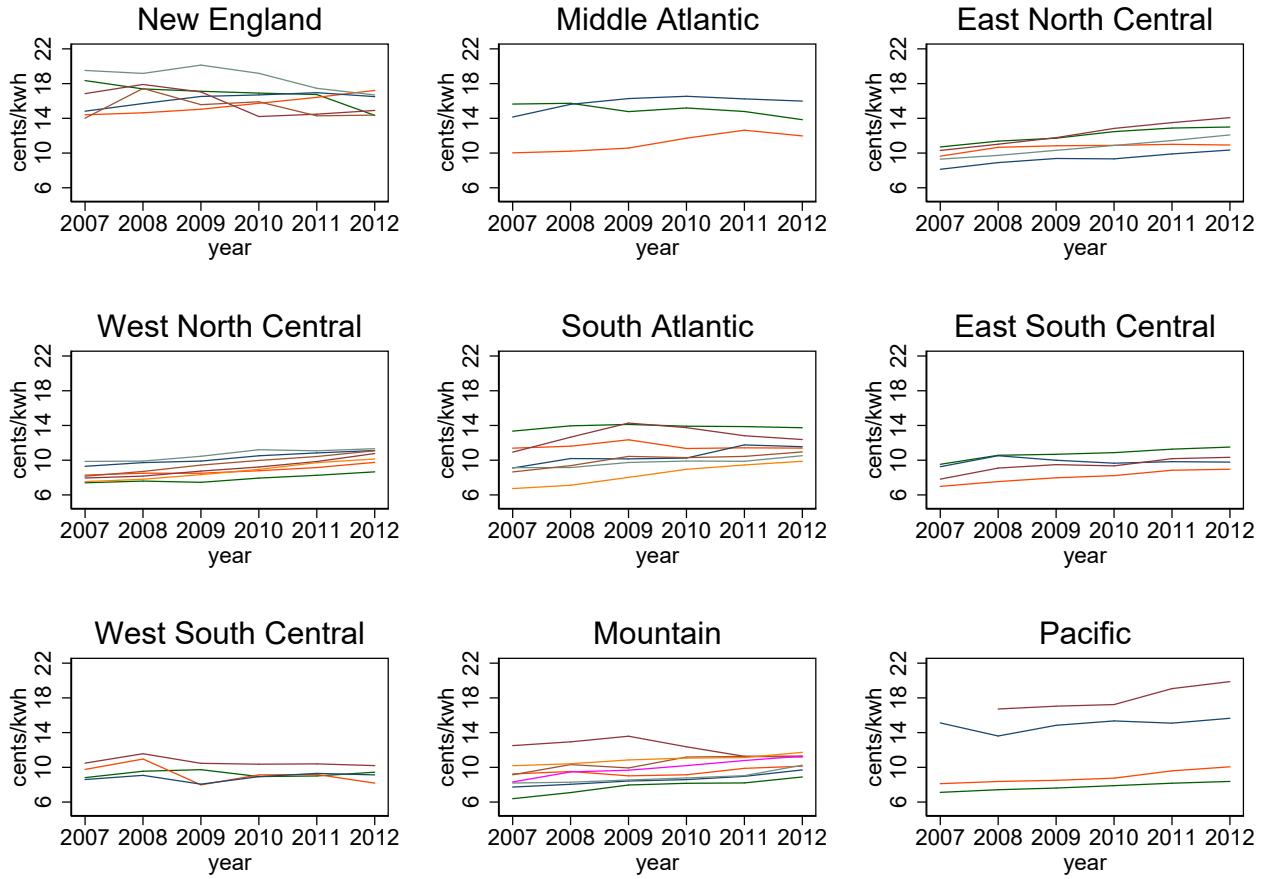 New England
Middle Atlantic
East North Central
cents/kwh
6 10 14 18 22
2007 2008 2009 2010 2011 2012
year
cents/kwh
6 10 14 18 22
2007 2008 2009 2010 2011 2012
year
cents/kwh
6 10 14 18 22
2007 2008 2009 2010 2011 2012
year
West North Central
South Atlantic
East South Central
cents/kwh
6 10 14 18 22
2007 2008 2009 2010 2011 2012
year
cents/kwh
6 10 14 18 22
2007 2008 2009 2010 2011 2012
year
cents/kwh
6 10 14 18 22
2007 2008 2009 2010 2011 2012
year
West South Central
Mountain
Pacific
cents/kwh
6 10 14 18 22
2007 2008 2009 2010 2011 2012
year
cents/kwh
6 10 14 18 22
2007 2008 2009 2010 2011 2012
year
cents/kwh
6 10 14 18 22
2007 2008 2009 2010 2011 2012
year